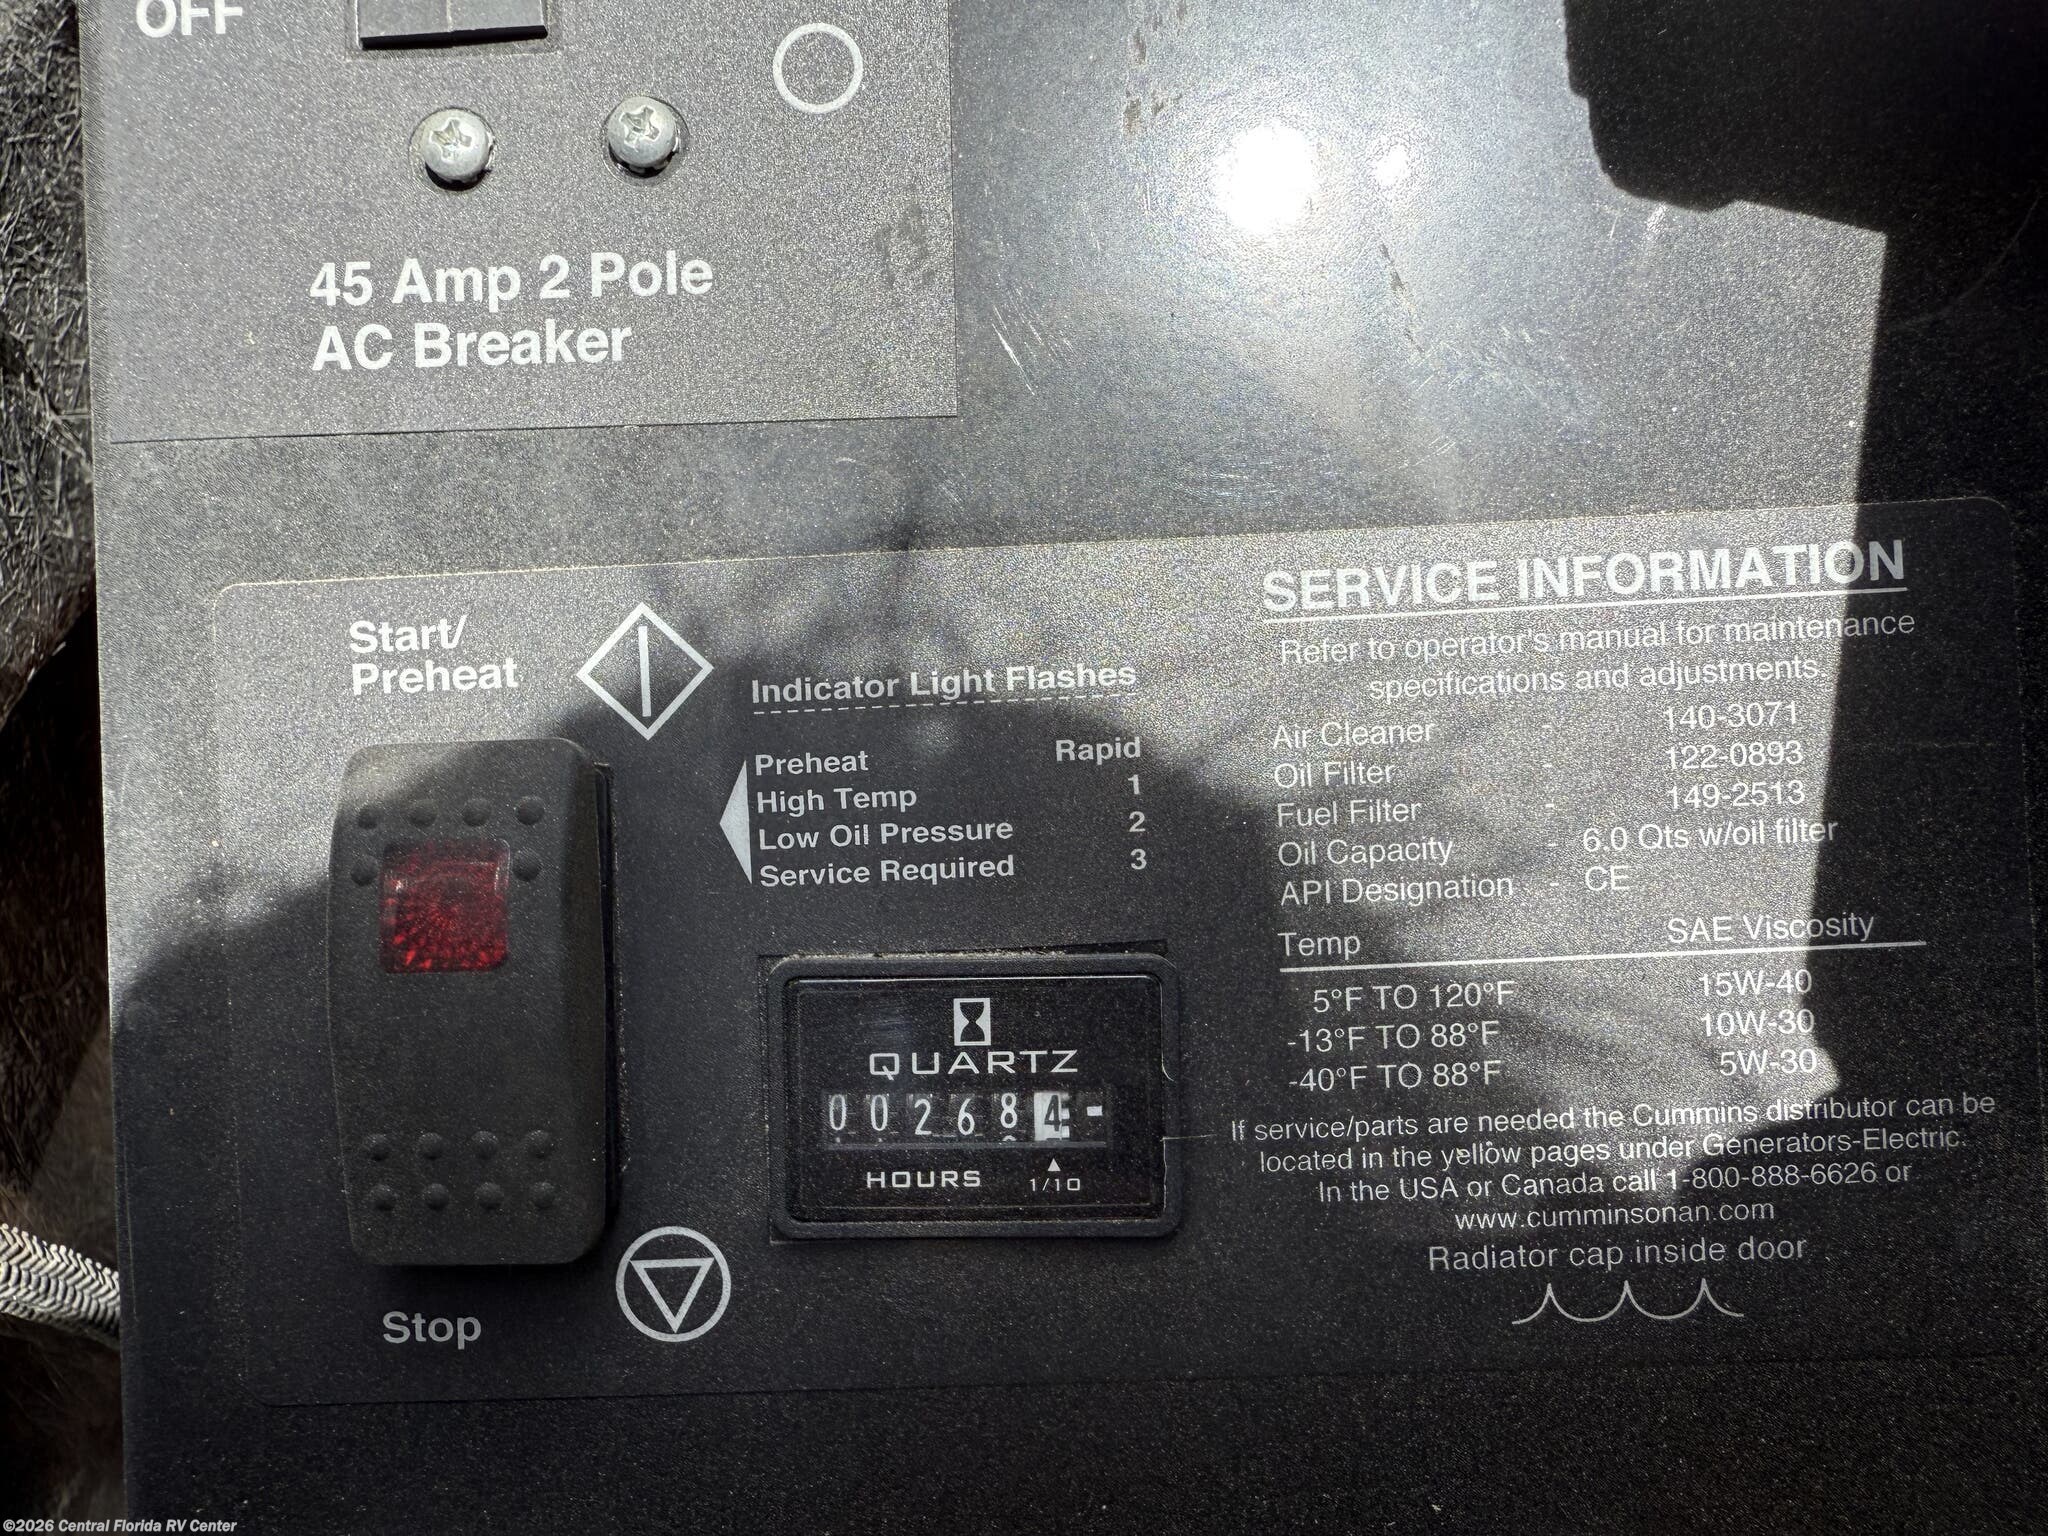 OFF
45 Amp 2 Pole
AC Breaker
Start/
Preheat
Indicator Light Flashes
Preheat Rapid
High Temp 1
Low Oil Pressure 2
Service Required 3
QUARTZ
002684
HOURS 1/10
Stop
SERVICE INFORMATION
Refer to operator's manual for maintenance
specifications and adjustments.
Air Cleaner - 140-3071
Oil Filter - 122-0893
Fuel Filter - 149-2513
Oil Capacity - 6.0 Qts w/oil filter
API Designation - CE
Temp SAE Viscosity
5°F TO 120°F 15W-40
-13°F TO 88°F 10W-30
-40°F TO 88°F 5W-30
If service/parts are needed the Cummins distributor can be
located in the yellow pages under Generators-Electric.
In the USA or Canada call 1-800-888-6626 or
www.cumminsonan.com
Radiator cap inside door
©2026 Central Florida RV Center